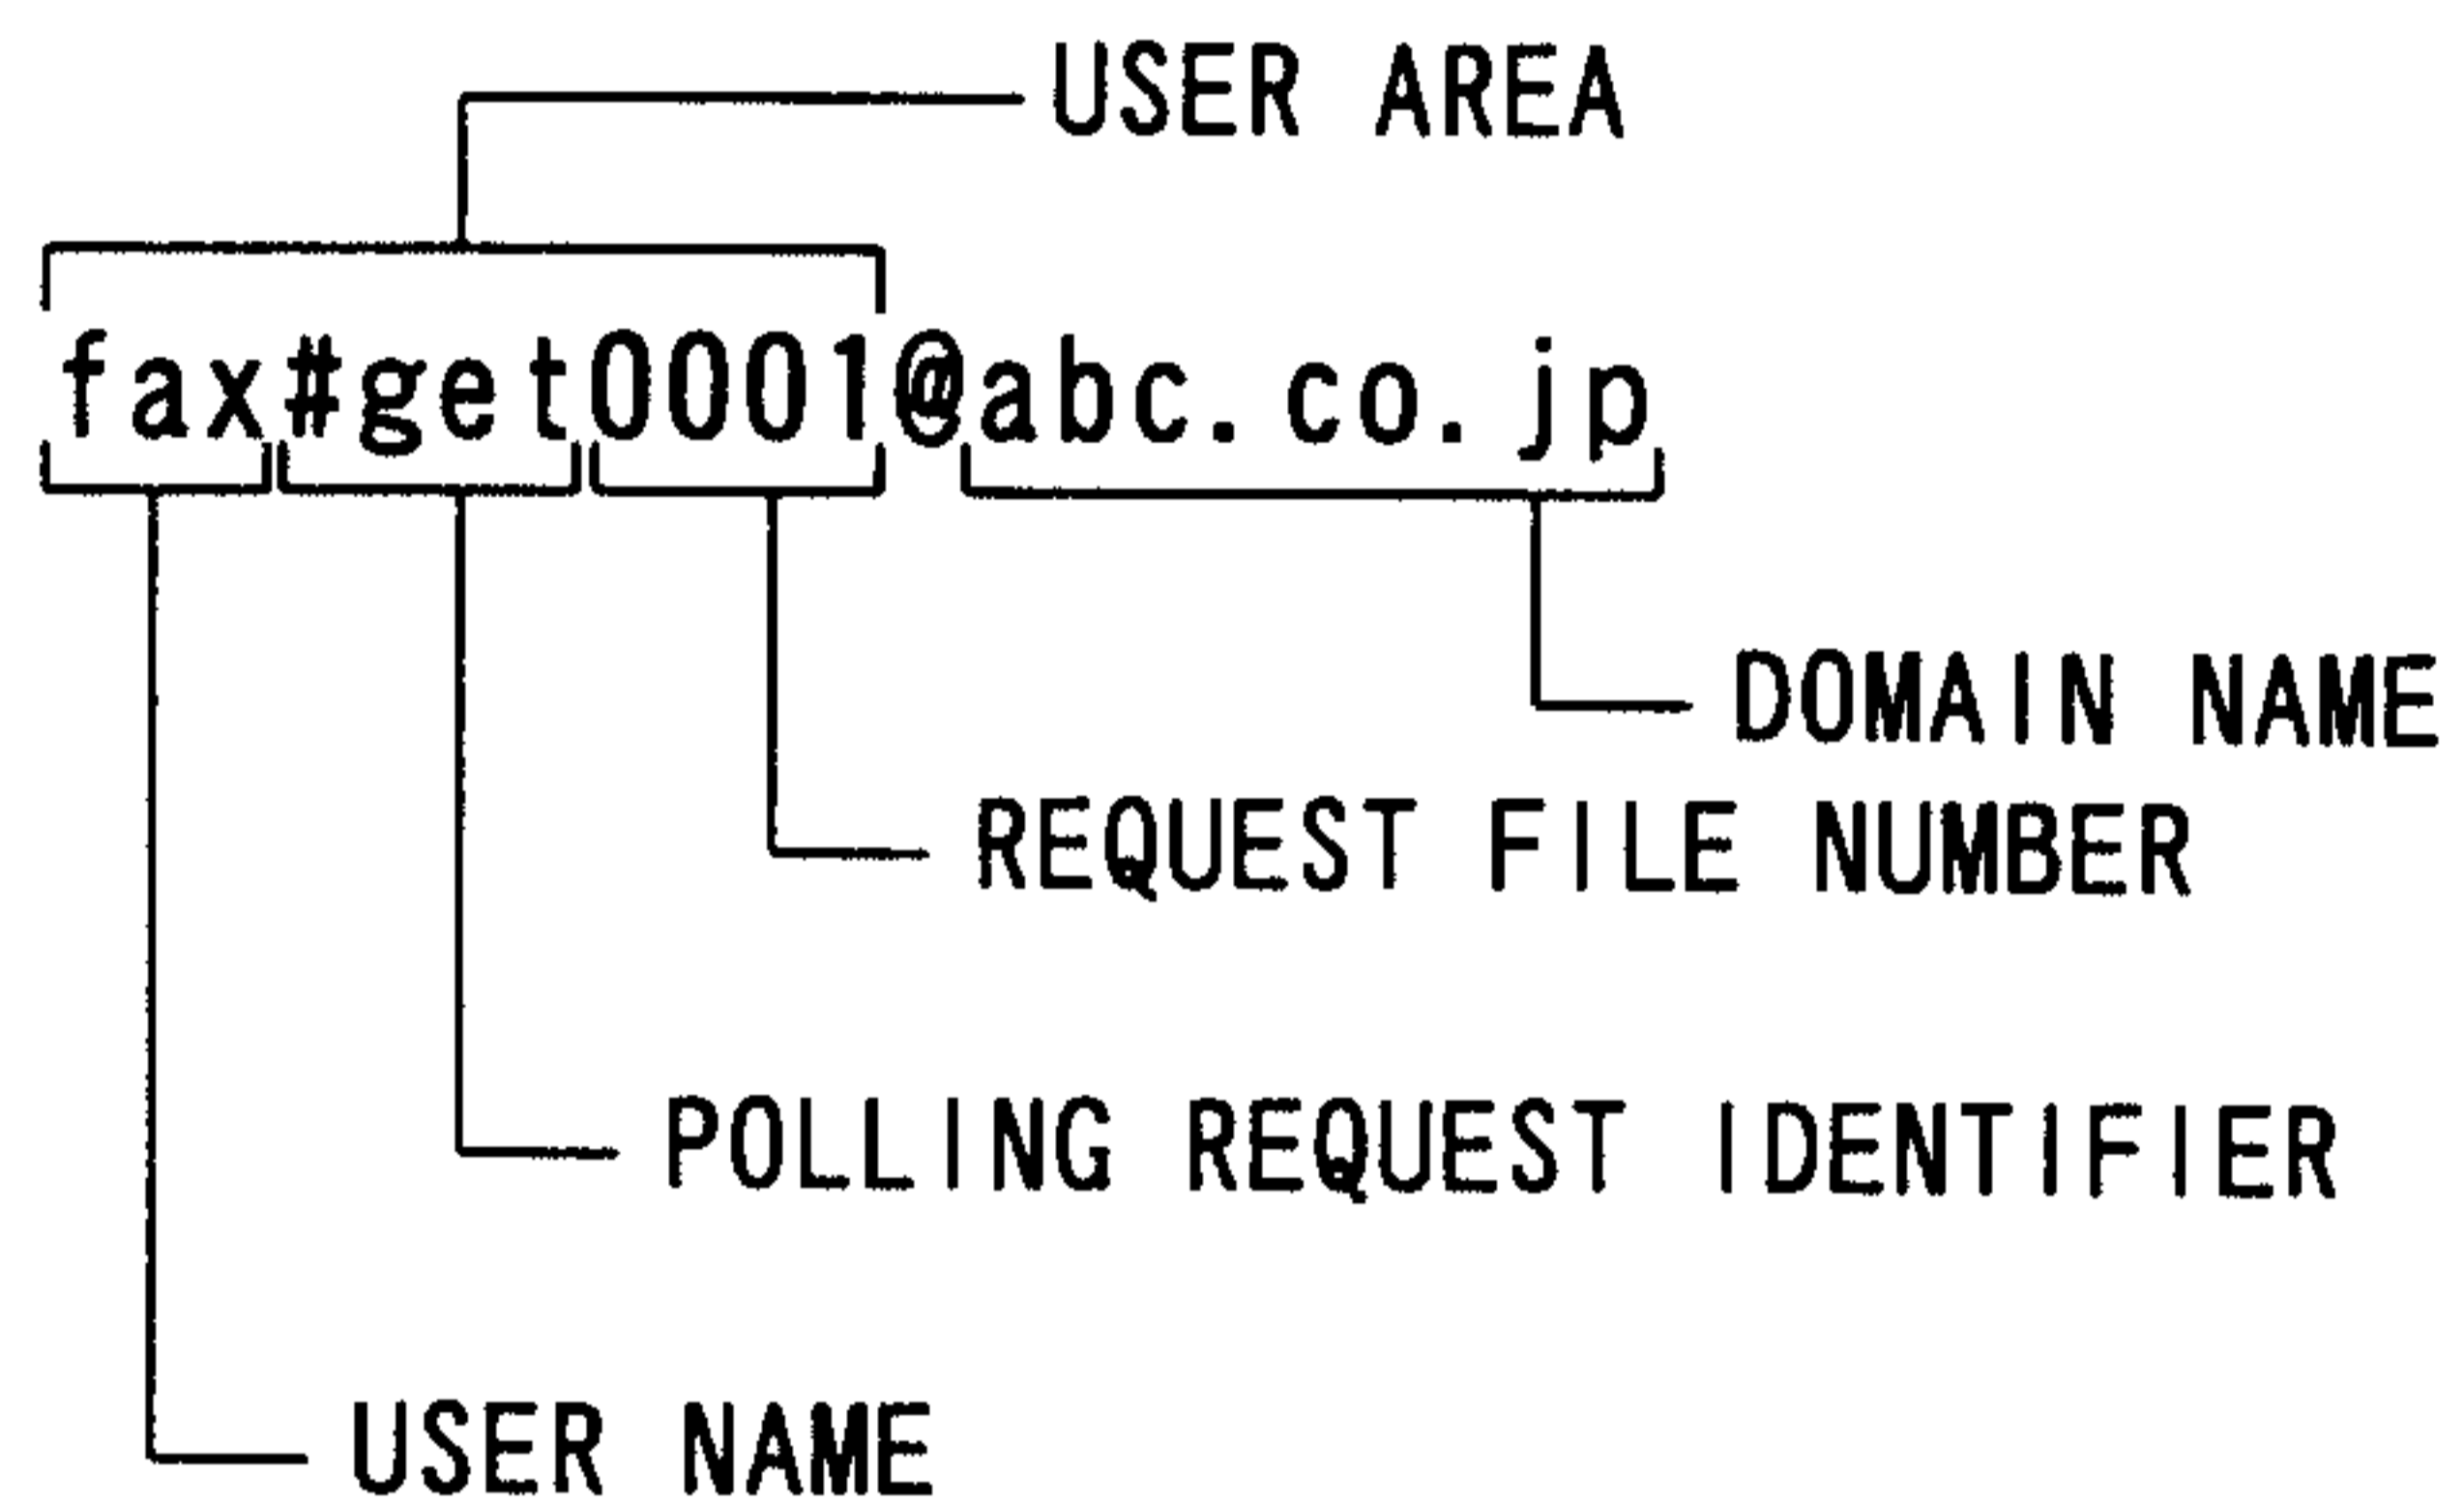 USER AREA
fax#get0001@abc.co.jp
DOMAIN NAME
REQUEST FILE NUMBER
POLLING REQUEST IDENTIFIER
USER NAME